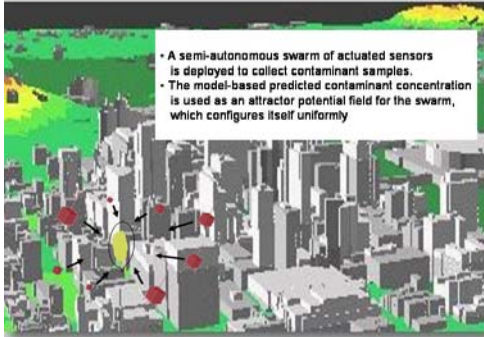 • A semi-autonomous swarm of actuated sensors
is deployed to collect contaminant samples.
• The model-based predicted contaminant concentration
is used as an attractor potential field for the swarm,
which configures itself uniformly